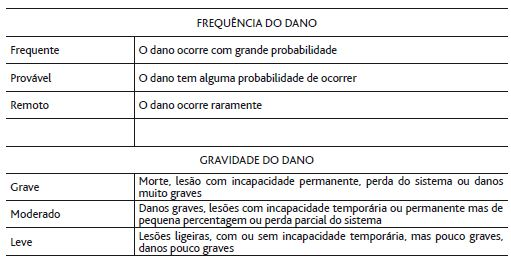 FREQUÊNCIA DO DANO
Frequente O dano ocorre com grande probabilidade
Provável O dano tem alguma probabilidade de ocorrer
Remoto O dano ocorre raramente
GRAVIDADE DO DANO
Grave Morte, lesão com incapacidade permanente, perda do sistema ou danos
muito graves
Moderado Danos graves, lesões com incapacidade temporária ou permanente mas de
pequena percentagem ou perda parcial do sistema
Leve Lesões ligeiras, com ou sem incapacidade temporária, mas pouco graves,
danos pouco graves